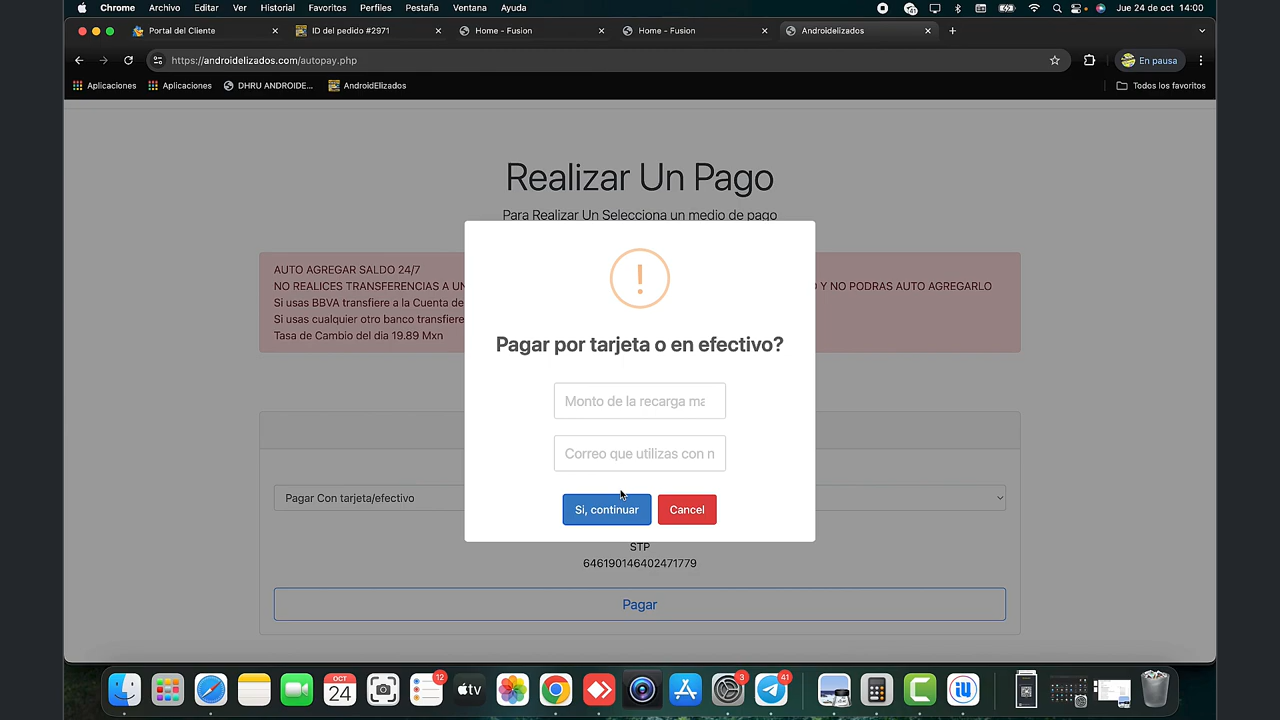 Chrome Archivo Editar Ver Historial Favoritos Perfiles Pestaña Ventana Ayuda Jue 24 de oct 14:00
Portal del Cliente ID del pedido #2971 Home - Fusion Home - Fusion Androidelizados
https://androidelizados.com/autopay.php En pausa
Aplicaciones Aplicaciones DHRU ANDROIDE... AndroidElizados Todos los favoritos
Realizar Un Pago
Para Realizar Un Selecciona un medio de pago
AUTO AGREGAR SALDO 24/7
NO REALICES TRANSFERENCIAS A UN Y NO PODRAS AUTO AGREGARLO
Si usas BBVA transfiere a la Cuenta de
Si usas cualquier otro banco transfiere
Tasa de Cambio del dia 19.89 Mxn
Pagar por tarjeta o en efectivo?
Monto de la recarga ma
Correo que utilizas con n
Pagar Con tarjeta/efectivo
Si, continuar Cancel
STP
646190146402471779
Pagar
OCT
24
12
tv
3
41
iU